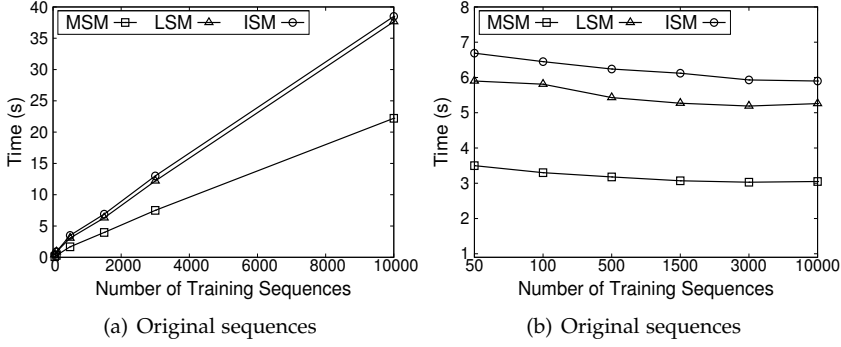 MSM LSM ISM
Time (s)
40
35
30
25
20
15
10
5
0
0 2000 4000 6000 8000 10000
Number of Training Sequences
(a) Original sequences
MSM LSM ISM
Time (s)
8
7
6
5
4
3
2
1
50 100 500 1500 3000 10000
Number of Training Sequences
(b) Original sequences